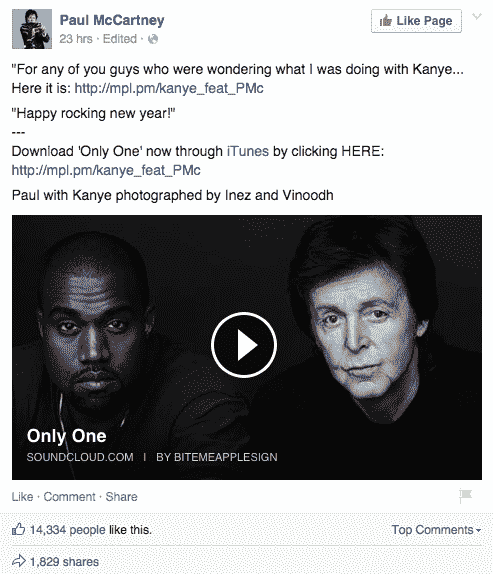 Paul McCartney
Like Page
23 hrs · Edited ·
"For any of you guys who were wondering what I was doing with Kanye...
Here it is: http://mpl.pm/kanye_feat_PMc
"Happy rocking new year!"
---
Download 'Only One' now through iTunes by clicking HERE:
http://mpl.pm/kanye_feat_PMc
Paul with Kanye photographed by Inez and Vinoodh
Only One
SOUNDCLOUD.COM | BY BITEMEAPPLESIGN
Like · Comment · Share
14,334 people like this.
Top Comments
1,829 shares